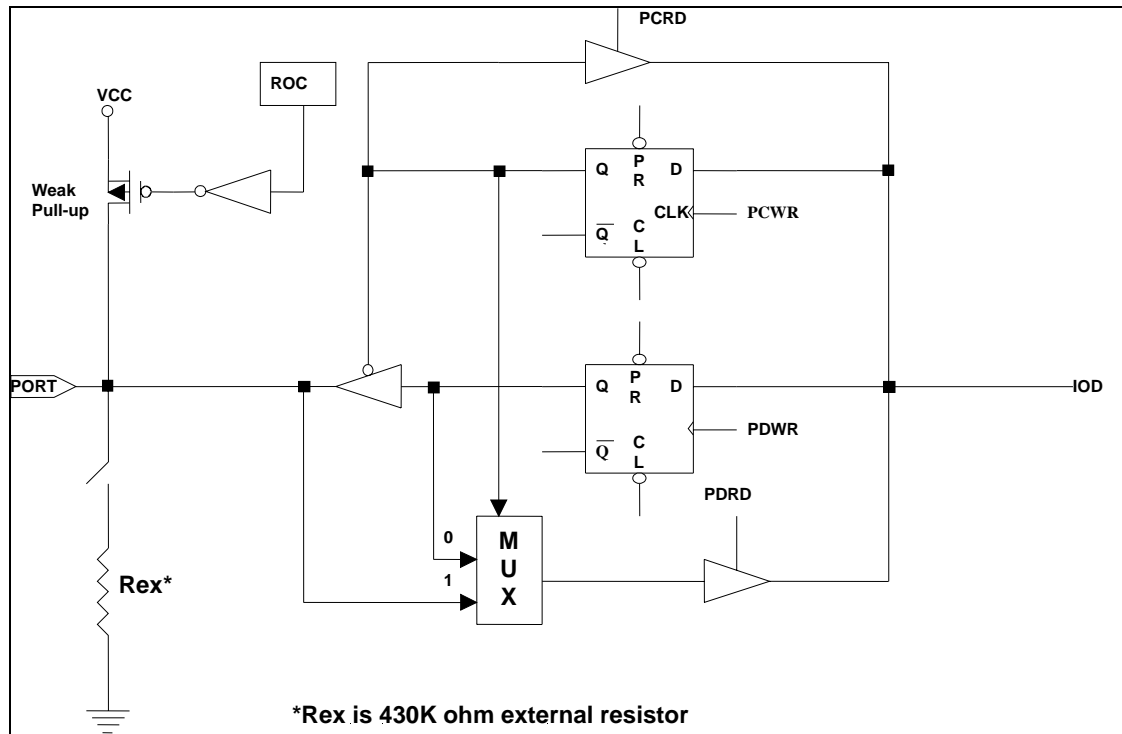 PCRD
ROC
VCC
Weak
Pull-up
Q
P
R
D
CLK
PCWR
Q
C
L
PORT
Q
P
R
D
IOD
PDWR
Q
C
L
PDRD
0
1
M
U
X
Rex*
*Rex is 430K ohm external resistor